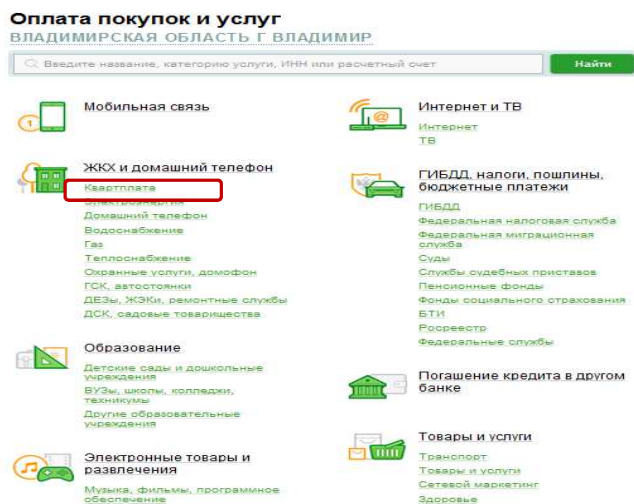 Оплата покупок и услуг
ВЛАДИМИРСКАЯ ОБЛАСТЬ Г ВЛАДИМИР
Введите название, категорию услуги, ИНН или расчетный счет
Найти
1
Мобильная связь
ЖКХ и домашний телефон
Квартплата
Электроэнергия
Домашний телефон
Водоснабжение
Газ
Теплоснабжение
Охранные услуги, домофон
ГСК, автостоянки
ДЕЗы, ЖЭКи, ремонтные службы
ДСК, садовые товарищества
Образование
Детские сады и дошкольные
учреждения
ВУЗы, школы, колледжи,
техникумы
Другие образовательные
учреждения
Электронные товары и
развлечения
Музыка, фильмы, программное
обеспечение
@
Интернет и ТВ
Интернет
ТВ
ГИБДД, налоги, пошлины,
бюджетные платежи
ГИБДД
Федеральная налоговая служба
Федеральная миграционная
служба
Суды
Службы судебных приставов
Пенсионные фонды
Фонды социального страхования
БТИ
Росреестр
Федеральные службы
Погашение кредита в другом
банке
Товары и услуги
Транспорт
Товары и услуги
Сетевой маркетинг
Здоровье